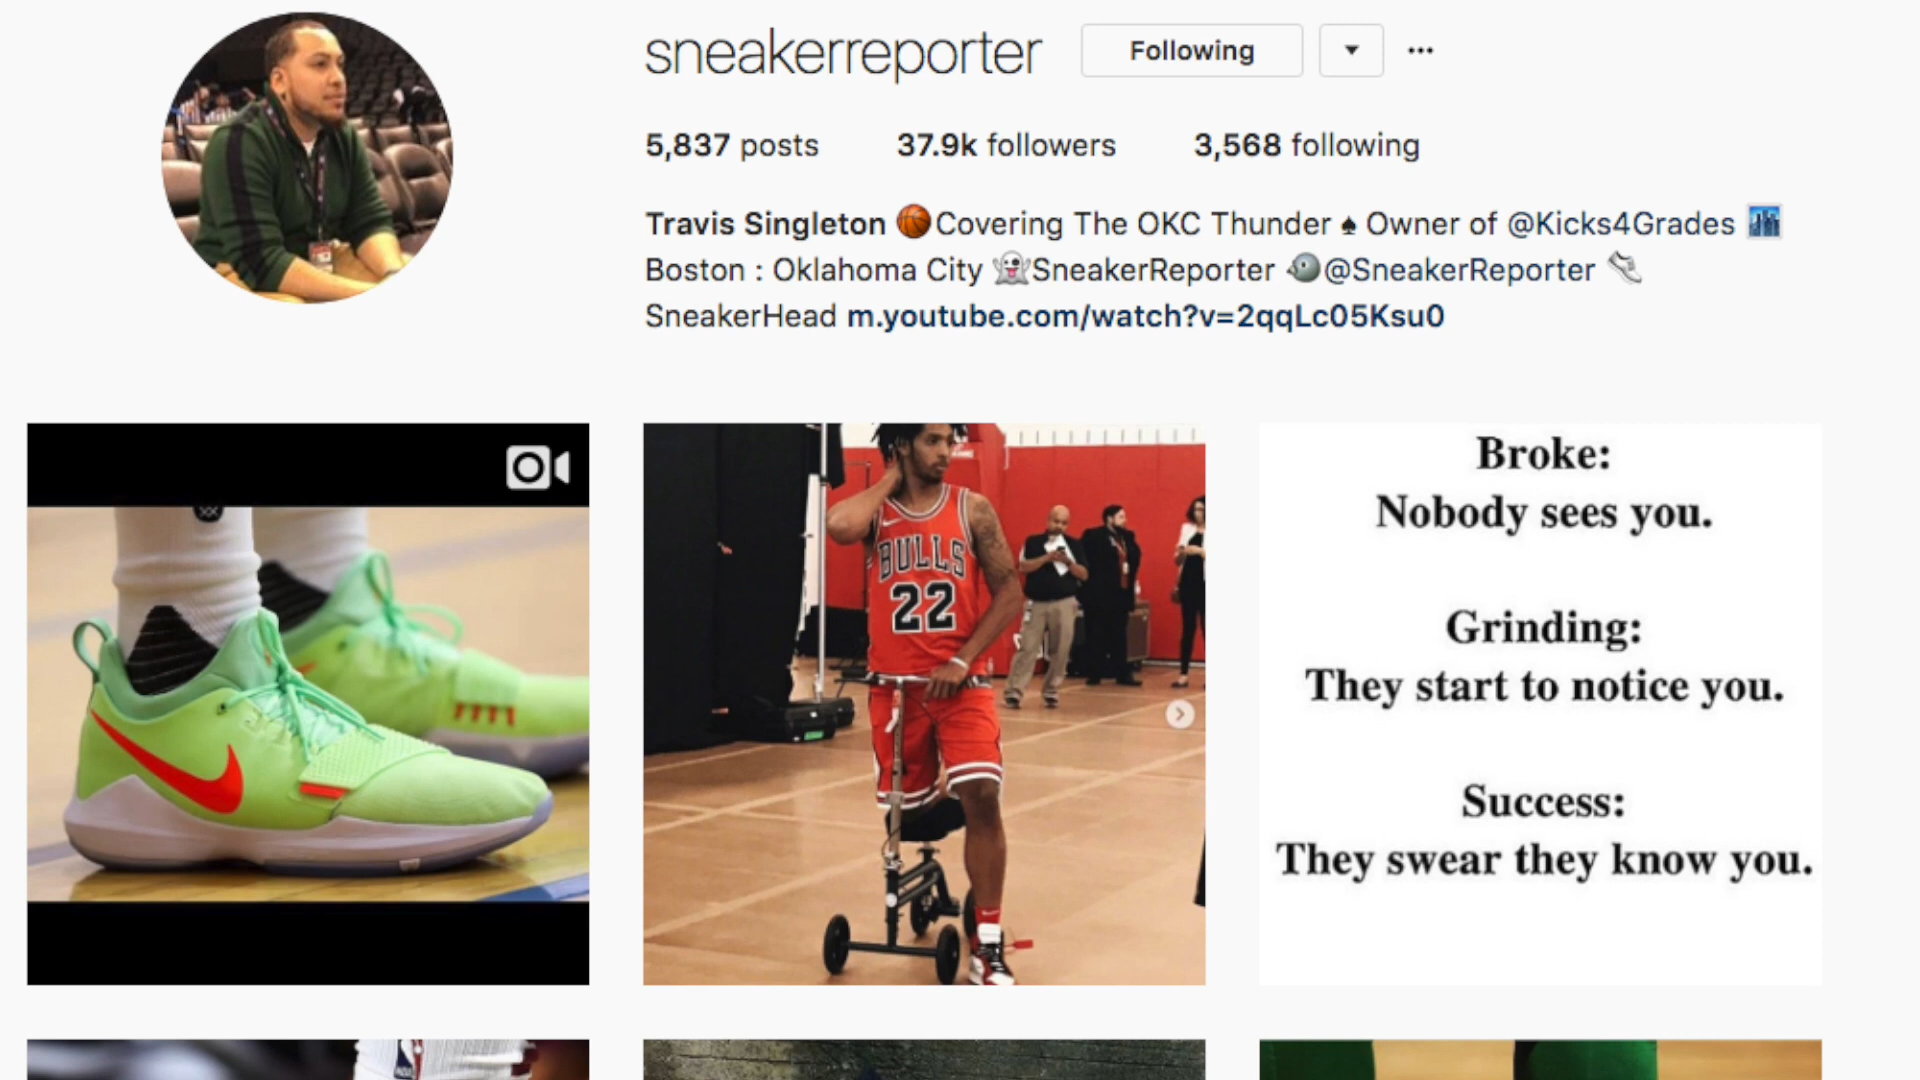 sneakerreporter Following
5,837 posts 37.9k followers 3,568 following
Travis Singleton 🏀Covering The OKC Thunder ♠ Owner of @Kicks4Grades 🏙
Boston : Oklahoma City 👻SneakerReporter 🐦@SneakerReporter 👟
SneakerHead m.youtube.com/watch?v=2qqLc05Ksu0
BULLS
22
Broke:
Nobody sees you.
Grinding:
They start to notice you.
Success:
They swear they know you.